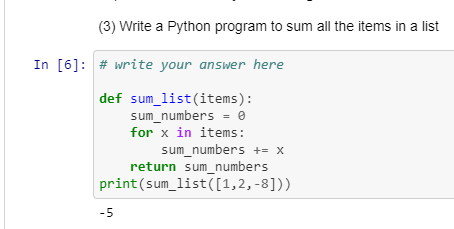 (3) Write a Python program to sum all the items in a list
In [6]: # write your answer here
def sum_list(items):
    sum_numbers = 0
    for x in items:
        sum_numbers += x
    return sum_numbers
print(sum_list([1,2,-8]))
-5